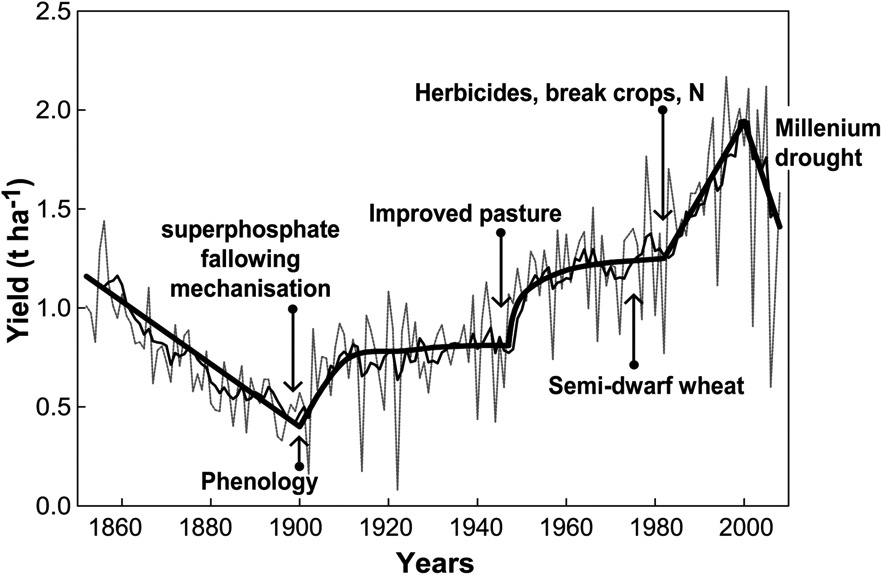 2.5
2.0
1.5
1.0
0.5
0.0
Yield (t ha-1)
Herbicides, break crops, N
Millenium
drought
Improved pasture
superphosphate
fallowing
mechanisation
Semi-dwarf wheat
Phenology
1860 1880 1900 1920 1940 1960 1980 2000
Years